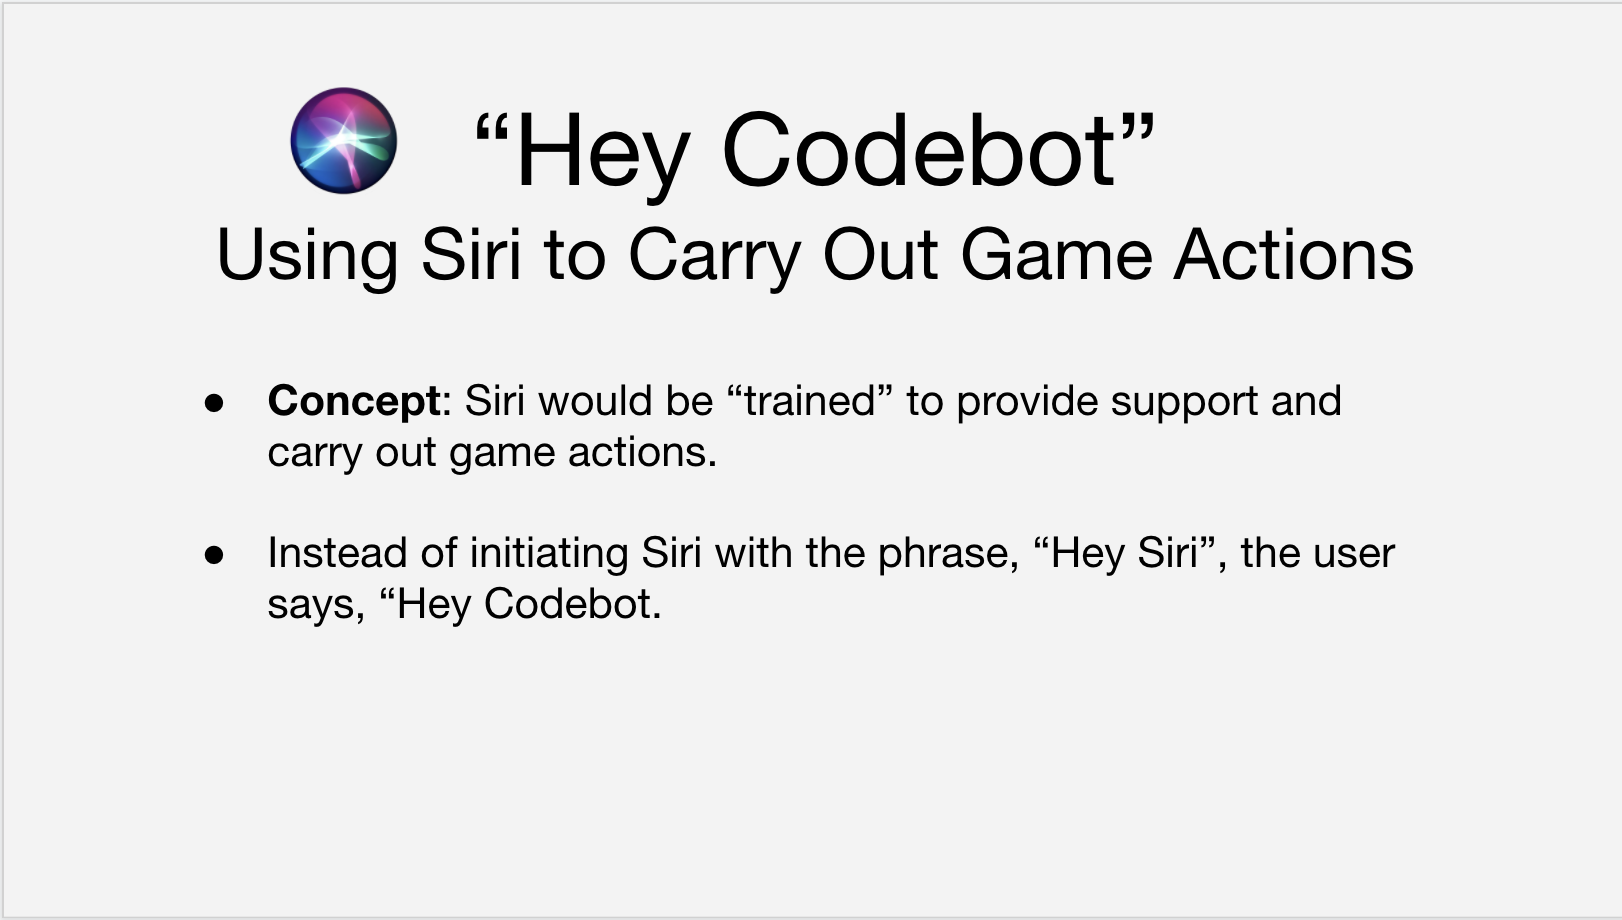 “Hey Codebot”
Using Siri to Carry Out Game Actions
● Concept: Siri would be “trained” to provide support and
carry out game actions.
● Instead of initiating Siri with the phrase, “Hey Siri”, the user
says, “Hey Codebot.